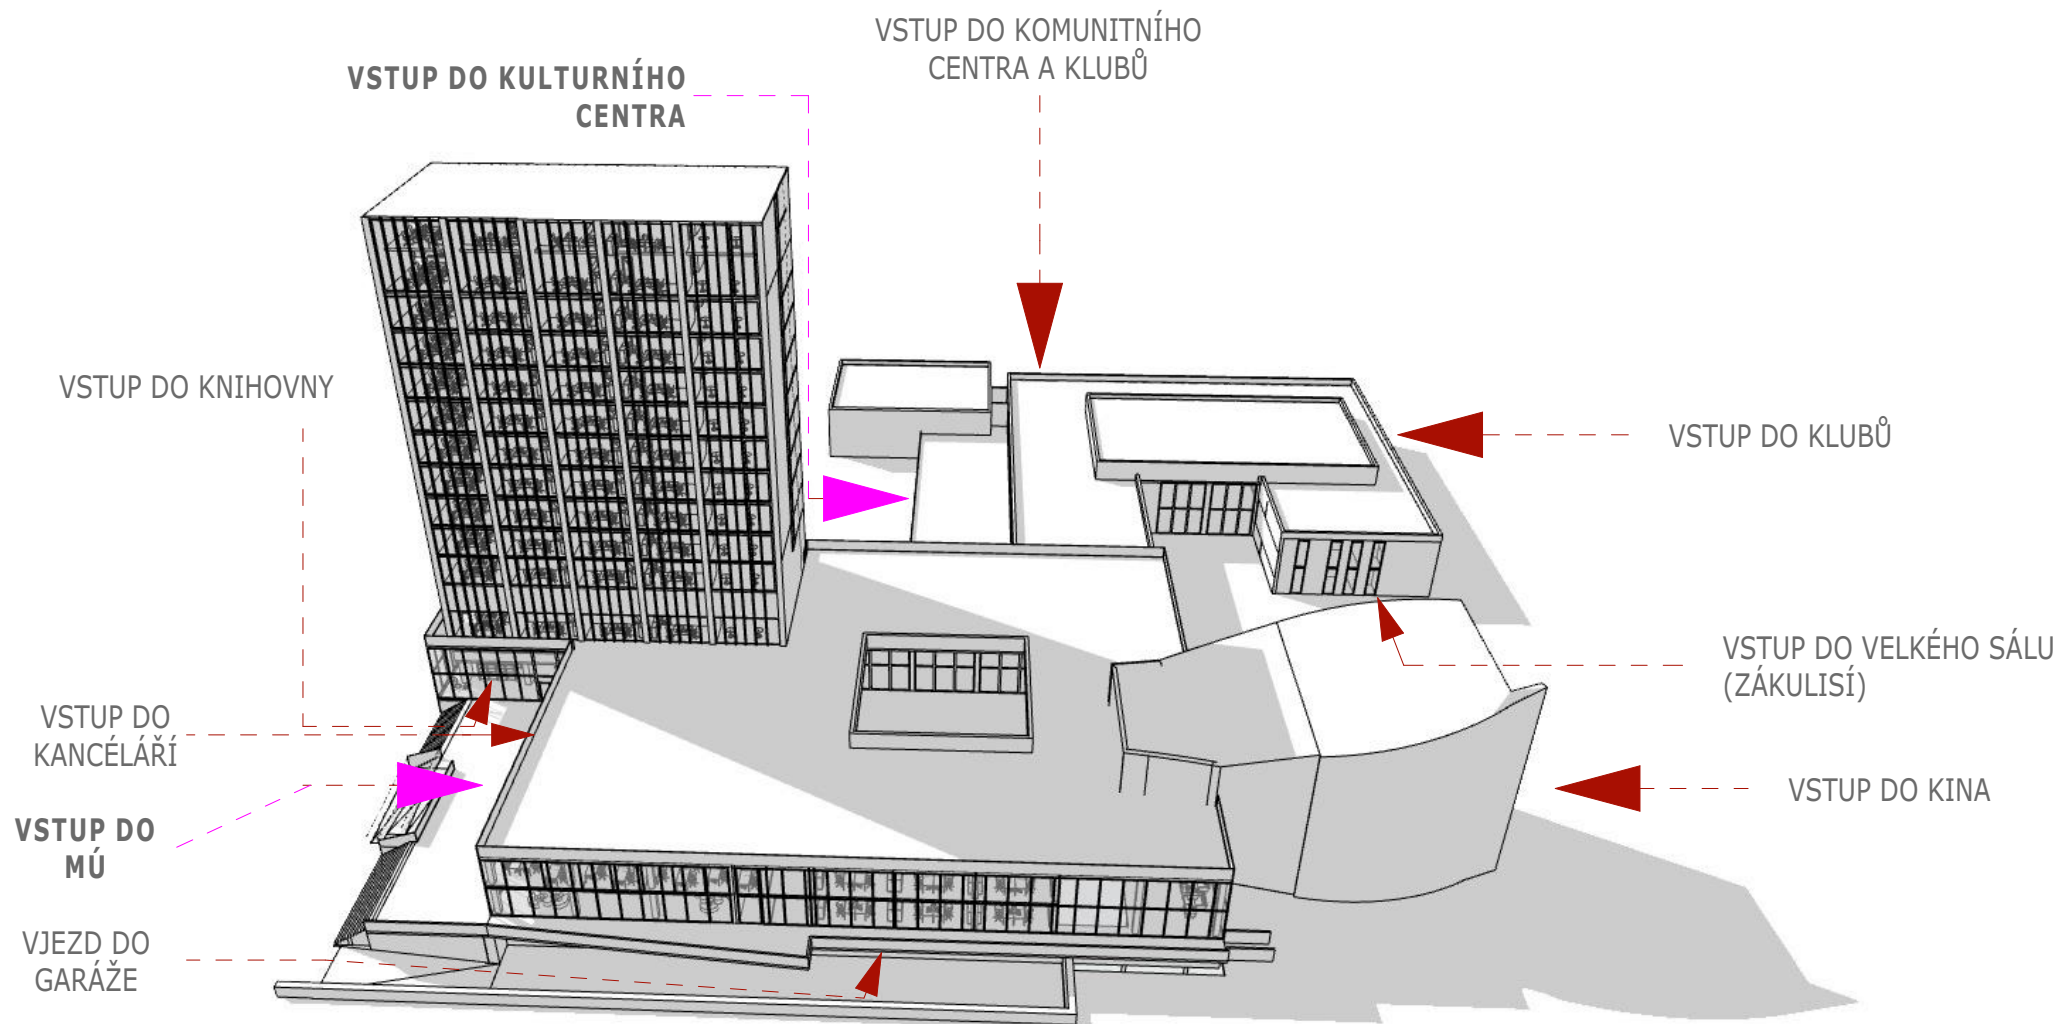 VSTUP DO KOMUNITNÍHO
CENTRA A KLUBŮ
VSTUP DO KULTURNÍHO
CENTRA
VSTUP DO KNIHOVNY
VSTUP DO KLUBŮ
VSTUP DO VELKÉHO SÁLU
(ZÁKULISÍ)
VSTUP DO
KANCÉLÁŘÍ
VSTUP DO KINA
VSTUP DO
MÚ
VJEZD DO
GARÁŽE